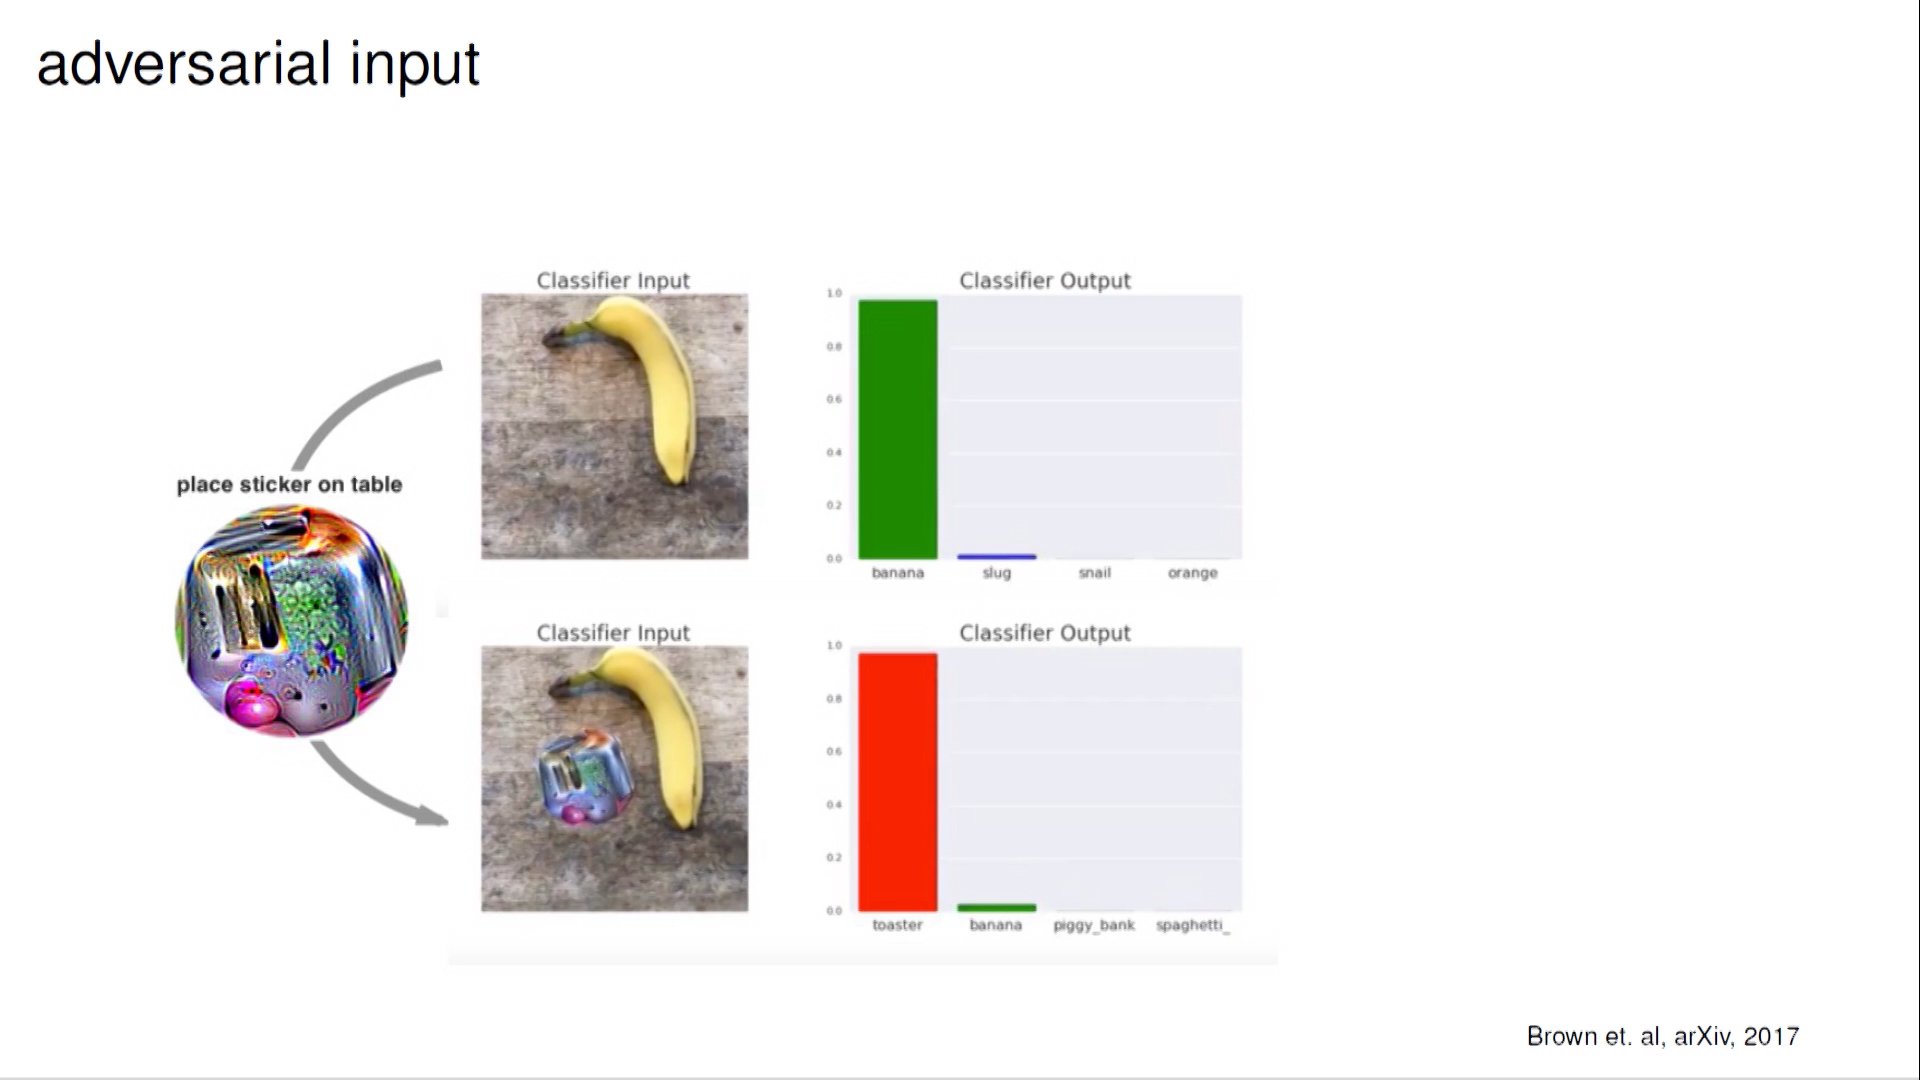 adversarial input
Classifier Input
Classifier Output
1.0
0.8
0.6
0.4
0.2
0.0
banana slug snail orange
place sticker on table
Classifier Input
Classifier Output
1.0
0.8
0.6
0.4
0.2
0.0
toaster banana piggy_bank spaghetti_
Brown et. al, arXiv, 2017